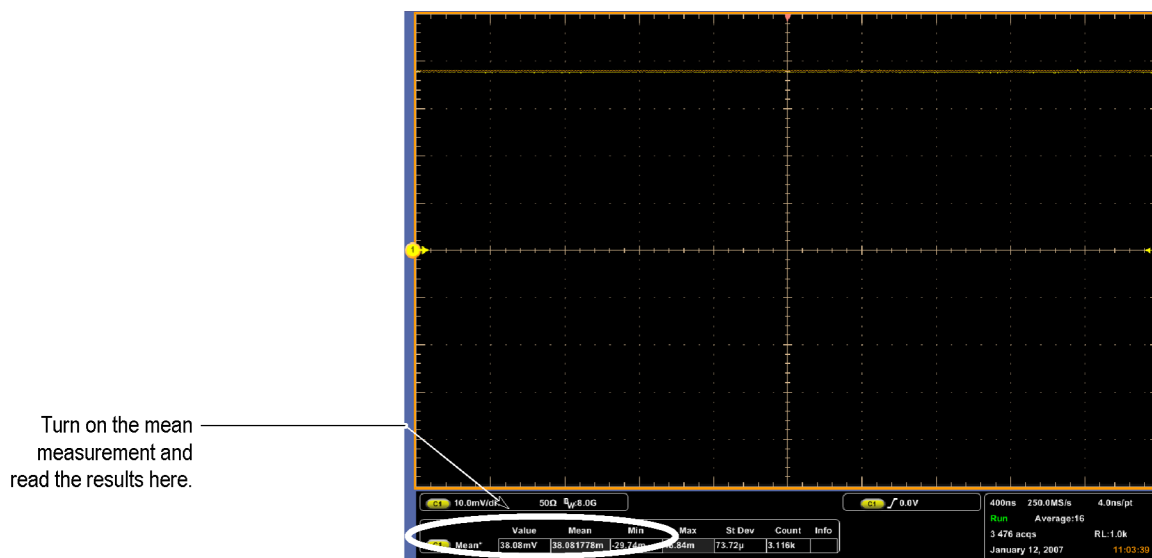 Turn on the mean
measurement and
read the results here.
1
C1 10.0mV/div 50Ω BW:8.0G
C1 0.0V
400ns 250.0MS/s 4.0ns/pt
Run Average:16
3 476 acqs RL:1.0k
January 12, 2007 11:03:39
Value Mean Min Max St Dev Count Info
C1 Mean* 38.08mV 38.081778m -29.74m 73.72µ 3.116k